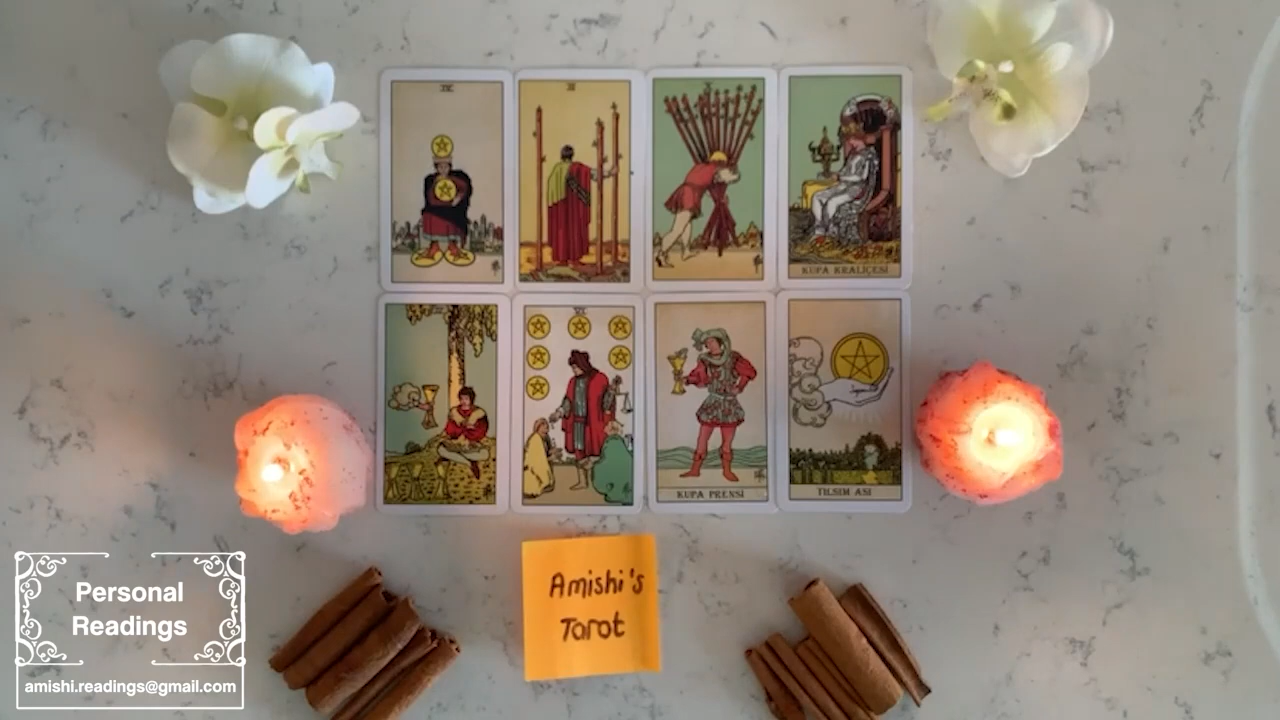 KUPA KRALİÇESİ
KUPA PRENSİ
TILSIM ASI
Amishi's
Tarot
Personal
Readings
amishi.readings@gmail.com